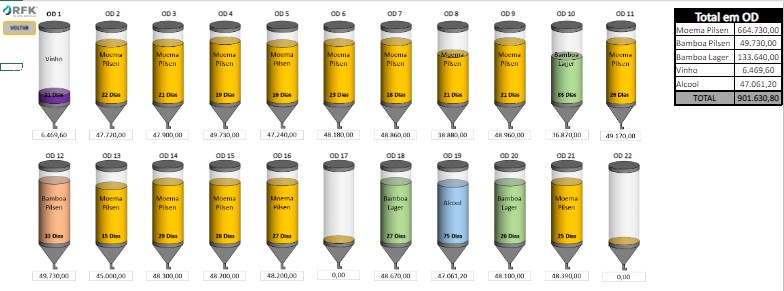 RFK
VOLTAR
OD 1 OD 2 OD 3 OD 4 OD 5 OD 6 OD 7 OD 8 OD 9 OD 10 OD 11
Vinho Moema Pilsen Moema Pilsen Moema Pilsen Moema Pilsen Moema Pilsen Moema Pilsen Moema Pilsen Moema Pilsen Bamboa Lager Moema Pilsen
22 Dias 21 Dias 19 Dias 16 Dias 23 Dias 18 Dias 21 Dias 21 Dias 26 Dias
6.469,60 47.770,00 47.900,00 49.730,00 47.240,00 48.180,00 48.860,00 38.880,00 48.960,00 36.870,00 49.170,00
OD 12 OD 13 OD 14 OD 15 OD 16 OD 17 OD 18 OD 19 OD 20 OD 21 OD 22
Bamboa Pilsen Moema Pilsen Moema Pilsen Moema Pilsen Moema Pilsen Bamboa Lager Alcool Bamboa Lager Moema Pilsen
33 Dias 15 Dias 29 Dias 28 Dias 27 Dias 27 Dias 75 Dias 26 Dias 25 Dias
49.730,00 45.000,00 48.300,00 48.200,00 48.200,00 0,00 48.670,00 47.061,20 48.100,00 48.390,00 0,00
Total em OD
Moema Pilsen 664.730,00
Bamboa Pilsen 49.730,00
Bamboa Lager 133.640,00
Vinho 6.469,60
Alcool 47.061,20
TOTAL 901.630,80